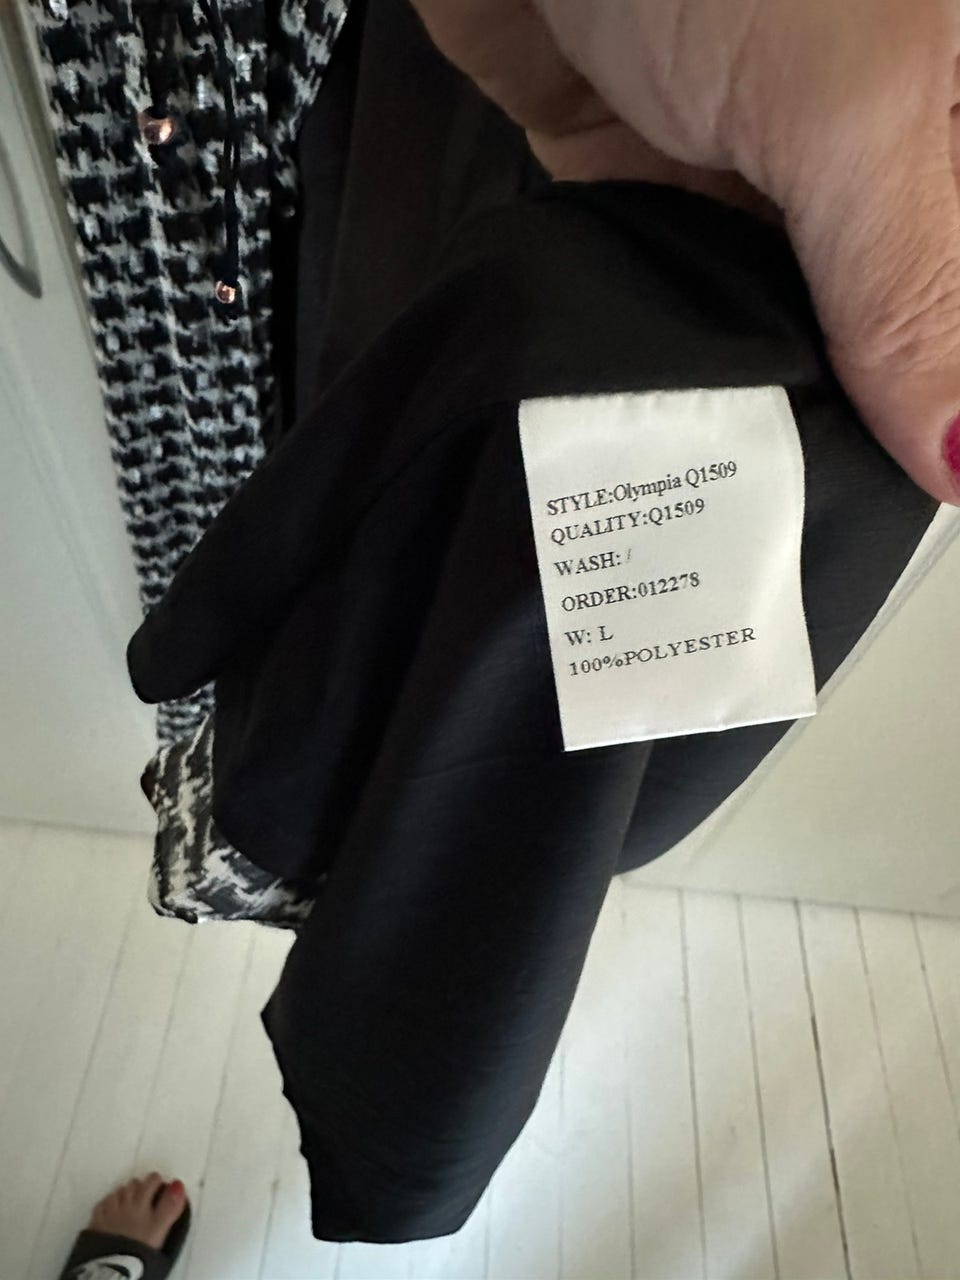 STYLE:Olympia Q1509
QUALITY:Q1509
WASH: /
ORDER:012278
W: L
100%POLYESTER